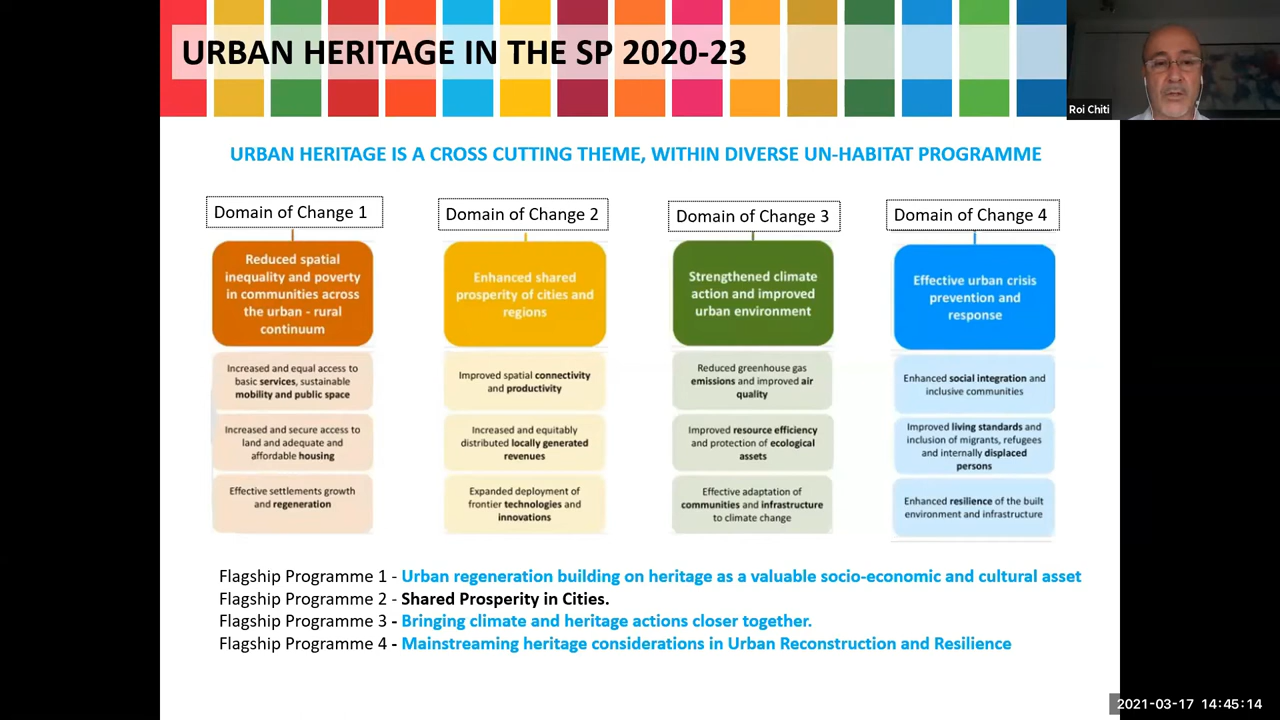 URBAN HERITAGE IN THE SP 2020-23
Roi Chiti
URBAN HERITAGE IS A CROSS CUTTING THEME, WITHIN DIVERSE UN-HABITAT PROGRAMME
Domain of Change 1
Reduced spatial
inequality and poverty
in communities across
the urban - rural
continuum
Increased and equal access to
basic services, sustainable
mobility and public space
Increased and secure access to
land and adequate and
affordable housing
Effective settlements growth
and regeneration
Domain of Change 2
Enhanced shared
prosperity of cities and
regions
Improved spatial connectivity
and productivity
Increased and equitably
distributed locally generated
revenues
Expanded deployment of
frontier technologies and
innovations
Domain of Change 3
Strengthened climate
action and improved
urban environment
Reduced greenhouse gas
emissions and improved air
quality
Improved resource efficiency
and protection of ecological
assets
Effective adaptation of
communities and infrastructure
to climate change
Domain of Change 4
Effective urban crisis
prevention and
response
Enhanced social integration and
inclusive communities
Improved living standards and
inclusion of migrants, refugees
and internally displaced
persons
Enhanced resilience of the built
environment and infrastructure
Flagship Programme 1 - Urban regeneration building on heritage as a valuable socio-economic and cultural asset
Flagship Programme 2 - Shared Prosperity in Cities.
Flagship Programme 3 - Bringing climate and heritage actions closer together.
Flagship Programme 4 - Mainstreaming heritage considerations in Urban Reconstruction and Resilience
2021-03-17 14:45:14